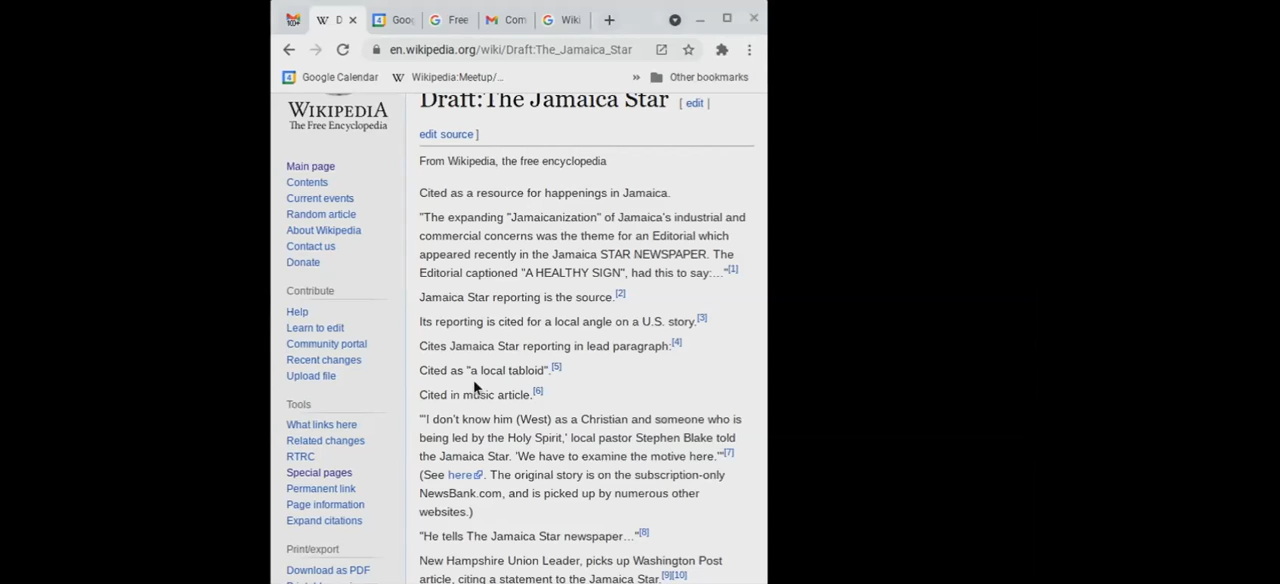 D
Goo
Free
Com
Wiki
en.wikipedia.org/wiki/Draft:The_Jamaica_Star
Google Calendar
Wikipedia:Meetup/...
»
Other bookmarks
WIKIPEDIA
The Free Encyclopedia
Main page
Contents
Current events
Random article
About Wikipedia
Contact us
Donate
Contribute
Help
Learn to edit
Community portal
Recent changes
Upload file
Tools
What links here
Related changes
RTRC
Special pages
Permanent link
Page information
Expand citations
Print/export
Download as PDF
Draft:The Jamaica Star [ edit |
edit source ]
From Wikipedia, the free encyclopedia
Cited as a resource for happenings in Jamaica.
"The expanding "Jamaicanization" of Jamaica's industrial and
commercial concerns was the theme for an Editorial which
appeared recently in the Jamaica STAR NEWSPAPER. The
Editorial captioned "A HEALTHY SIGN", had this to say:..."[1]
Jamaica Star reporting is the source.[2]
Its reporting is cited for a local angle on a U.S. story.[3]
Cites Jamaica Star reporting in lead paragraph:[4]
Cited as "a local tabloid".[5]
Cited in music article.[6]
"'I don't know him (West) as a Christian and someone who is
being led by the Holy Spirit,' local pastor Stephen Blake told
the Jamaica Star. 'We have to examine the motive here.'"[7]
(See here. The original story is on the subscription-only
NewsBank.com, and is picked up by numerous other
websites.)
"He tells The Jamaica Star newspaper..."[8]
New Hampshire Union Leader, picks up Washington Post
article, citing a statement to the Jamaica Star.[9][10]